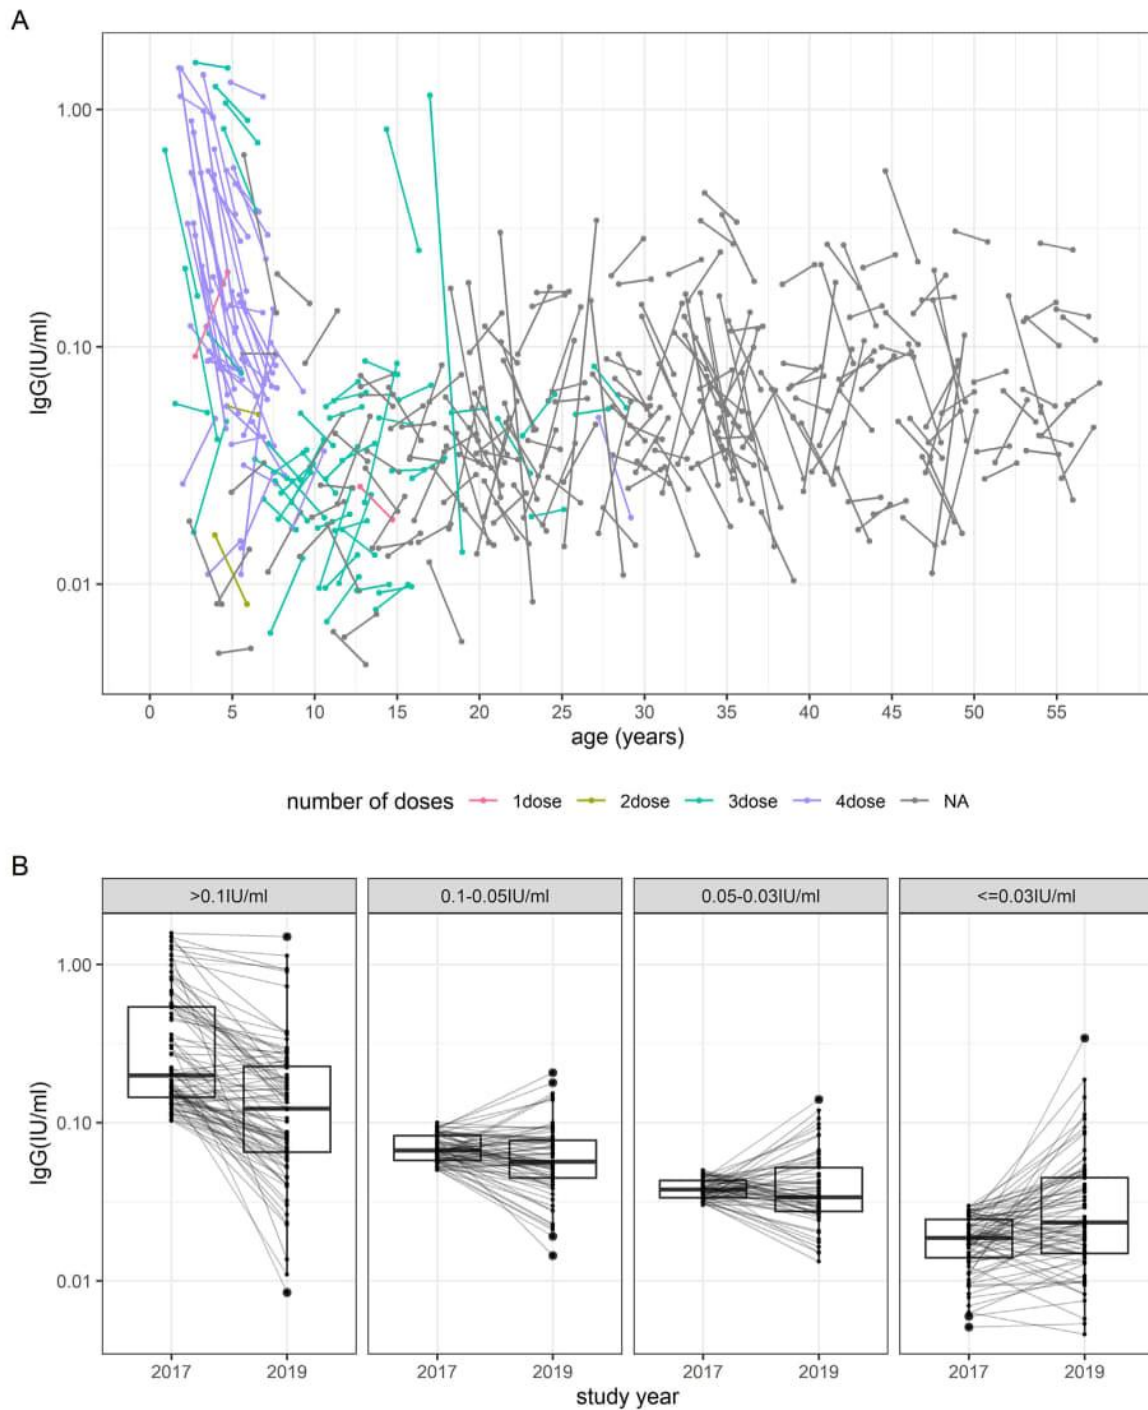 A
1.00
0.10
0.01
IgG(IU/ml)
0 5 10 15 20 25 30 35 40 45 50 55
age (years)
number of doses 1dose 2dose 3dose 4dose NA
B
>0.1IU/ml 0.1-0.05IU/ml 0.05-0.03IU/ml <=0.03IU/ml
1.00
0.10
0.01
IgG(IU/ml)
2017 2019 2017 2019 2017 2019 2017 2019
study year